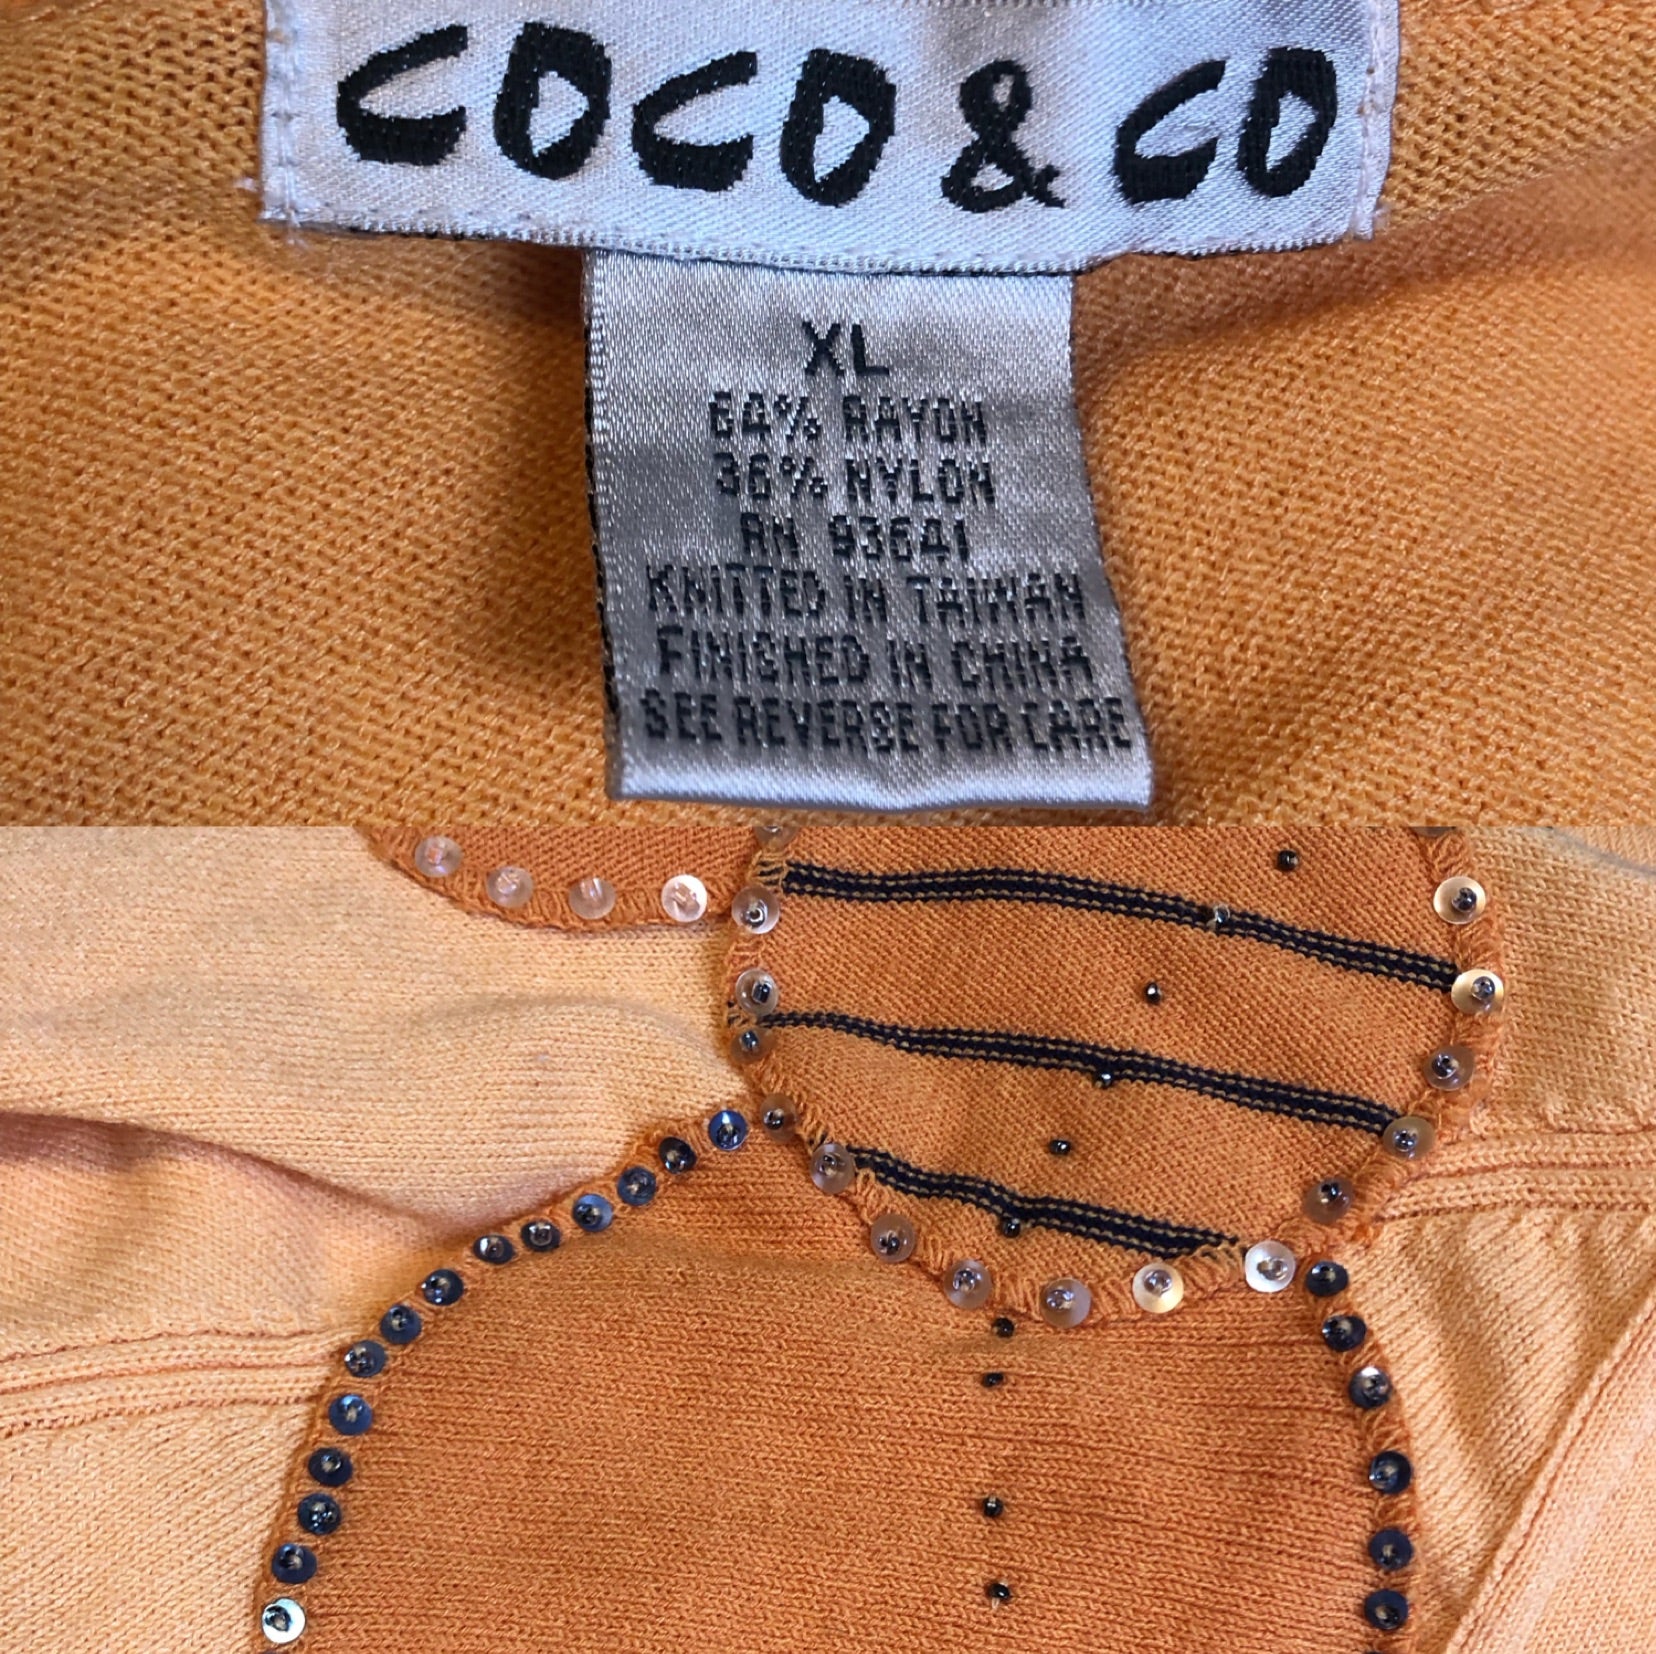 COCO & CO
XL
64% RAYON
36% NYLON
RN 93641
KNITTED IN TAIWAN
FINISHED IN CHINA
SEE REVERSE FOR CARE